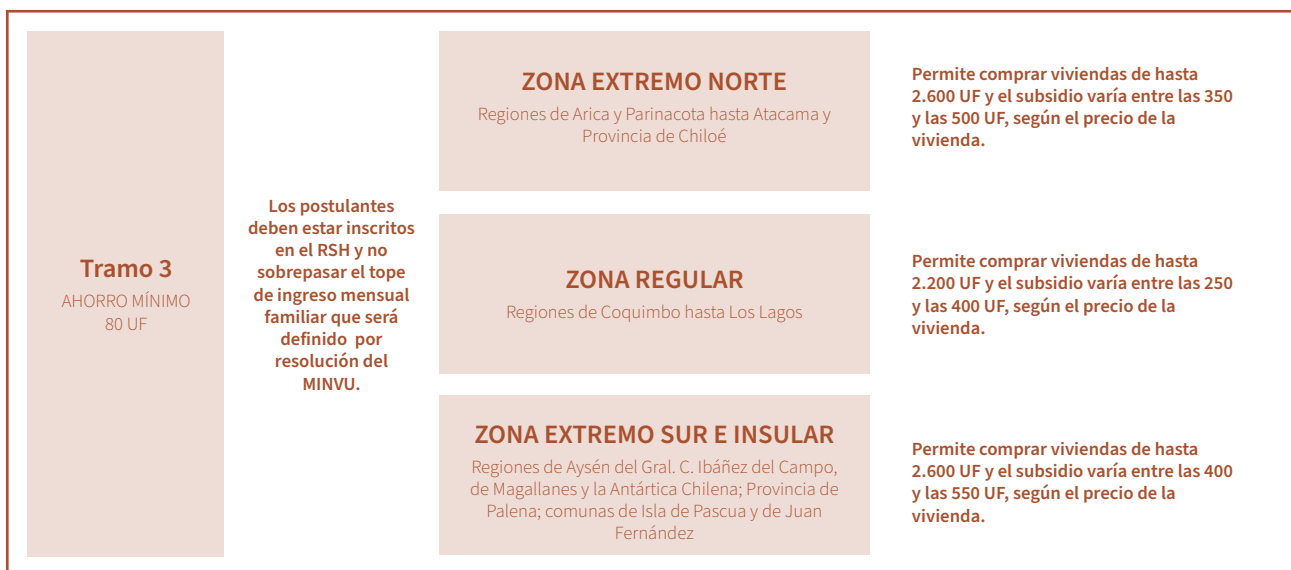 Tramo 3
AHORRO MÍNIMO
80 UF
Los postulantes
deben estar inscritos
en el RSH y no
sobrepasar el tope
de ingreso mensual
familiar que será
definido por
resolución del
MINVU.
ZONA EXTREMO NORTE
Regiones de Arica y Parinacota hasta Atacama y
Provincia de Chiloé
Permite comprar viviendas de hasta
2.600 UF y el subsidio varía entre las 350
y las 500 UF, según el precio de la
vivienda.
ZONA REGULAR
Regiones de Coquimbo hasta Los Lagos
Permite comprar viviendas de hasta
2.200 UF y el subsidio varía entre las 250
y las 400 UF, según el precio de la
vivienda.
ZONA EXTREMO SUR E INSULAR
Regiones de Aysén del Gral. C. Ibáñez del Campo,
de Magallanes y la Antártica Chilena; Provincia de
Palena; comunas de Isla de Pascua y de Juan
Fernández
Permite comprar viviendas de hasta
2.600 UF y el subsidio varía entre las 400
y las 550 UF, según el precio de la
vivienda.